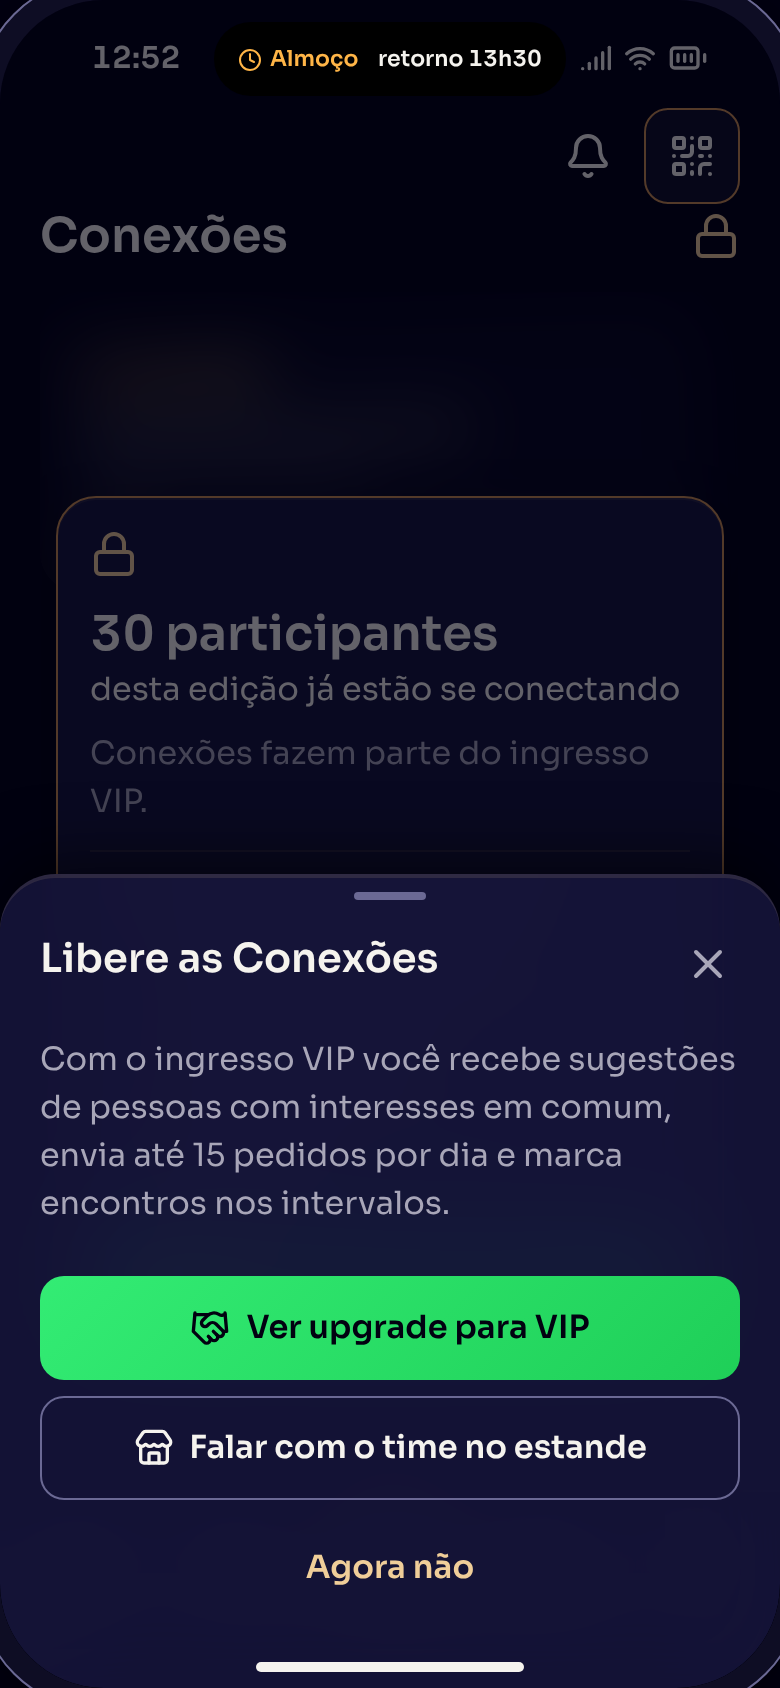 12:52
Almoço retorno 13h30
Conexões
30 participantes
desta edição já estão se conectando
Conexões fazem parte do ingresso
VIP.
Libere as Conexões
Com o ingresso VIP você recebe sugestões
de pessoas com interesses em comum,
envia até 15 pedidos por dia e marca
encontros nos intervalos.
Ver upgrade para VIP
Falar com o time no estande
Agora não